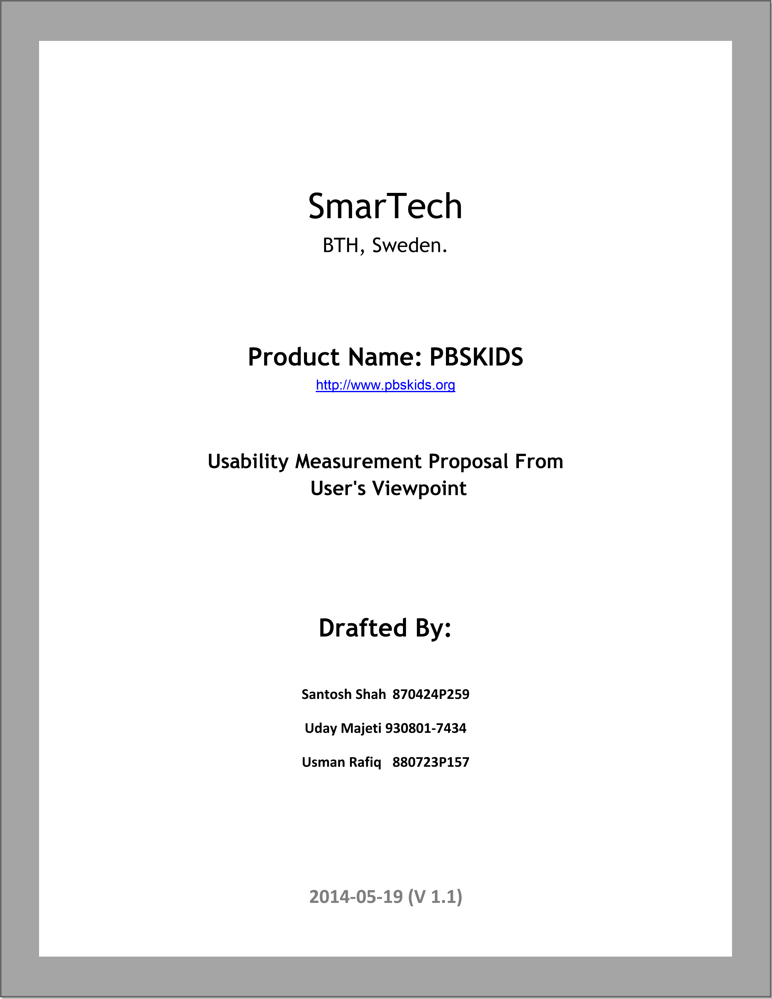 SmarTech
BTH, Sweden.
Product Name: PBSKIDS
http://www.pbskids.org
Usability Measurement Proposal From
User's Viewpoint
Drafted By:
Santosh Shah 870424P259
Uday Majeti 930801-7434
Usman Rafiq 880723P157
2014-05-19 (V 1.1)